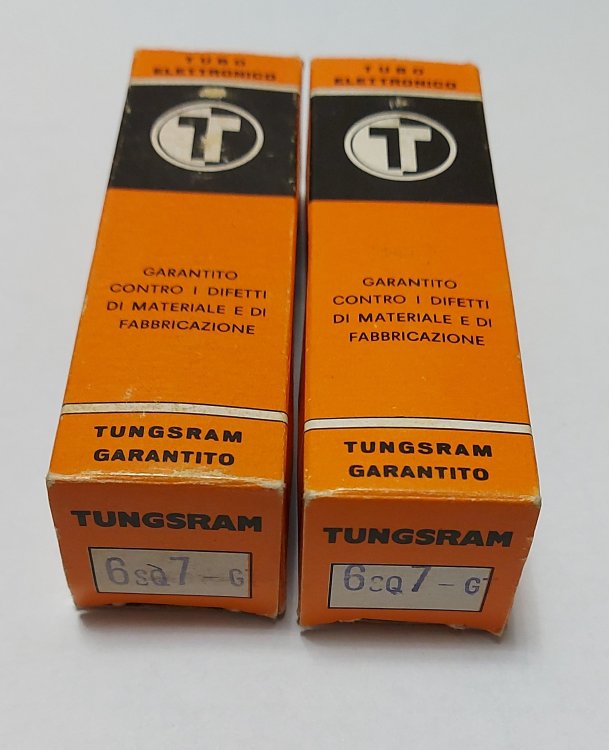 TUBO
ELETTRONICO
T
GARANTITO
CONTRO I DIFETTI
DI MATERIALE E DI
FABBRICAZIONE
TUNGSRAM
GARANTITO
TUNGSRAM
6SQ7-GT
TUBO
ELETTRONICO
T
GARANTITO
CONTRO I DIFETTI
DI MATERIALE E DI
FABBRICAZIONE
TUNGSRAM
GARANTITO
TUNGSRAM
6SQ7-GT